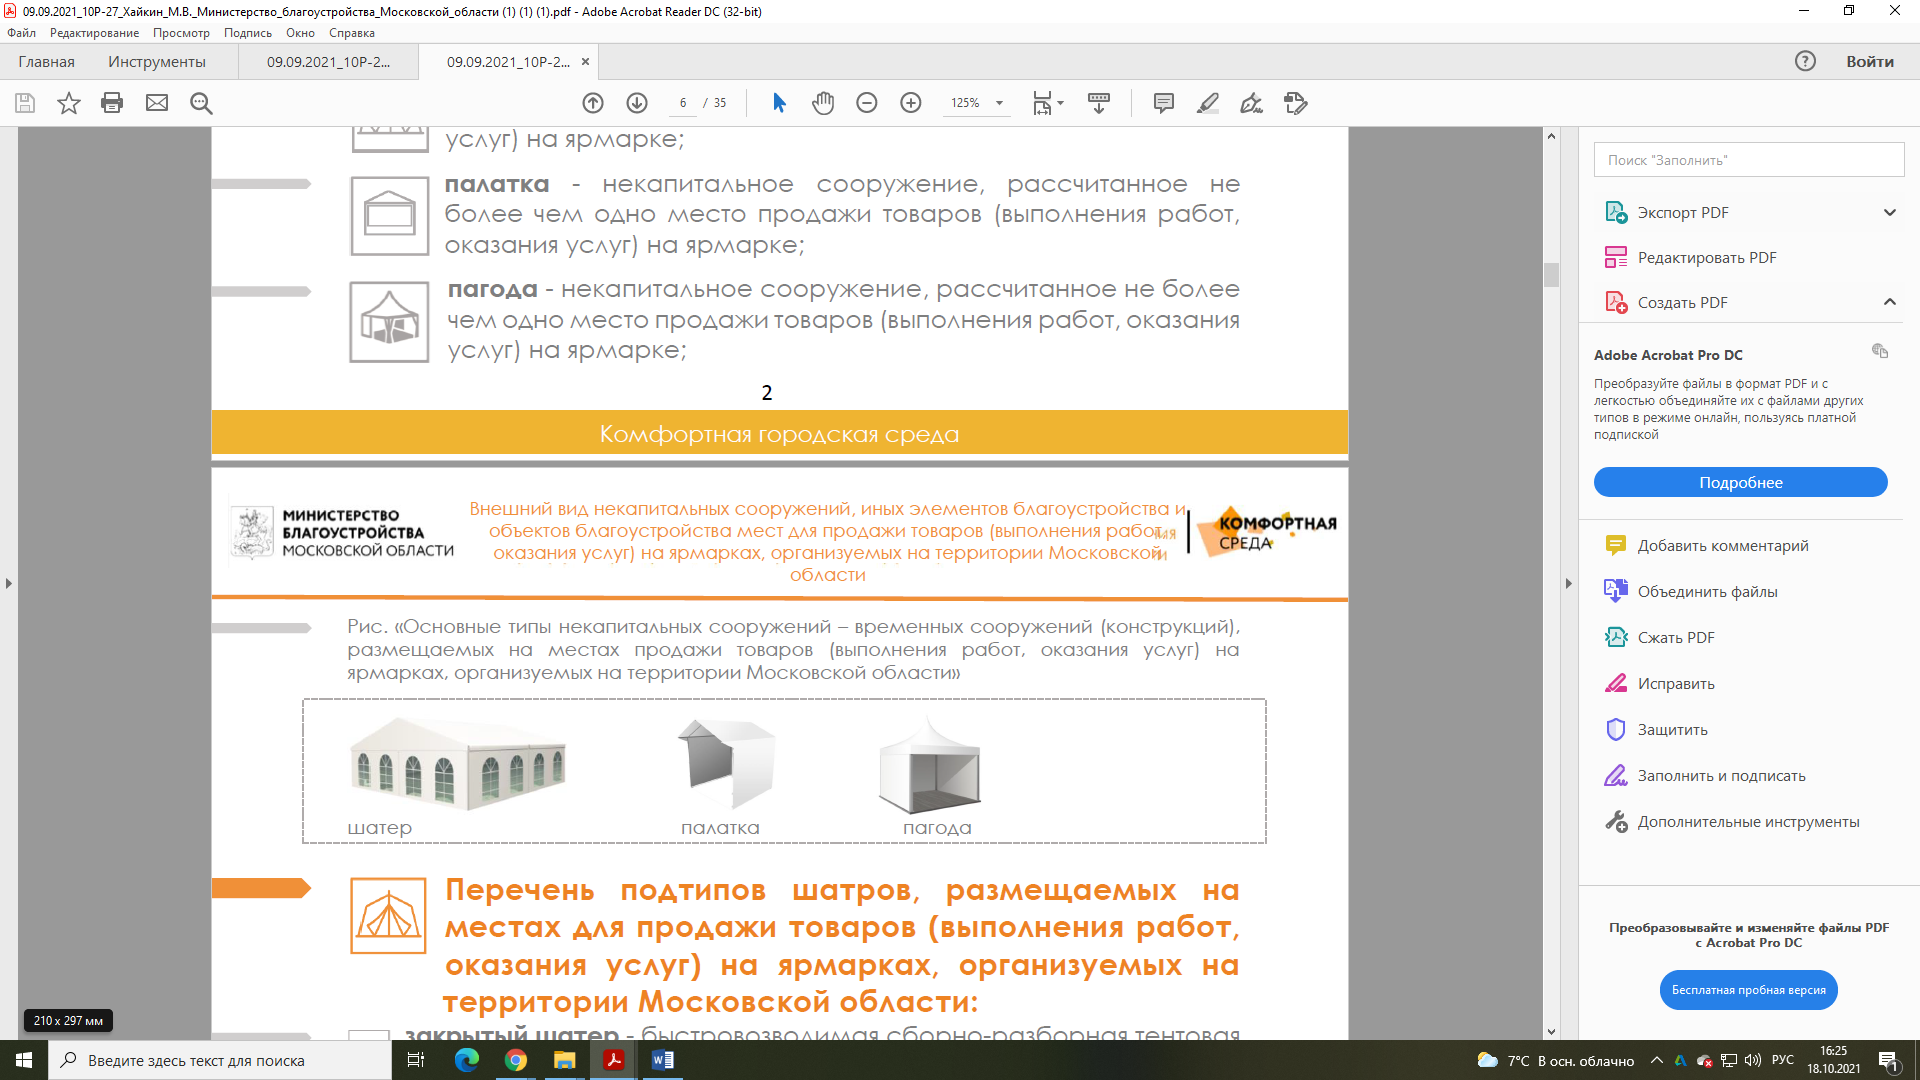 09.09.2021_10Р-27_Хайкин_М.В._Министерство_благоустройства_Московской_области (1) (1) (1).pdf - Adobe Acrobat Reader DC (32-bit)
Файл Редактирование Просмотр Подпись Окно Справка
Главная Инструменты 09.09.2021_10Р-2... 09.09.2021_10Р-2... × Войти
6 / 35 125%
услуг) на ярмарке;
палатка - некапитальное сооружение, рассчитанное не
более чем одно место продажи товаров (выполнения работ,
оказания услуг) на ярмарке;
пагода - некапитальное сооружение, рассчитанное не более
чем одно место продажи товаров (выполнения работ, оказания
услуг) на ярмарке;
2
Комфортная городская среда
МИНИСТЕРСТВО
БЛАГОУСТРОЙСТВА
МОСКОВСКОЙ ОБЛАСТИ
Внешний вид некапитальных сооружений, иных элементов благоустройства и
объектов благоустройства мест для продажи товаров (выполнения работ,
оказания услуг) на ярмарках, организуемых на территории Московской
области
КОМФОРТНАЯ
СРЕДА
Рис. «Основные типы некапитальных сооружений – временных сооружений (конструкций),
размещаемых на местах продажи товаров (выполнения работ, оказания услуг) на
ярмарках, организуемых на территории Московской области»
шатер палатка пагода
Перечень подтипов шатров, размещаемых на
местах для продажи товаров (выполнения работ,
оказания услуг) на ярмарках, организуемых на
территории Московской области:
закрытый шатер - быстровозводимая сборно-разборная тентовая
210 x 297 мм
Поиск "Заполнить"
Экспорт PDF
Редактировать PDF
Создать PDF
Adobe Acrobat Pro DC
Преобразуйте файлы в формат PDF и с
легкостью объединяйте их с файлами других
типов в режиме онлайн, пользуясь платной
подпиской
Подробнее
Добавить комментарий
Объединить файлы
Сжать PDF
Исправить
Защитить
Заполнить и подписать
Дополнительные инструменты
Преобразовывайте и изменяйте файлы PDF
с Acrobat Pro DC
Бесплатная пробная версия
Введите здесь текст для поиска
7°C В осн. облачно
РУС
16:25
18.10.2021
1